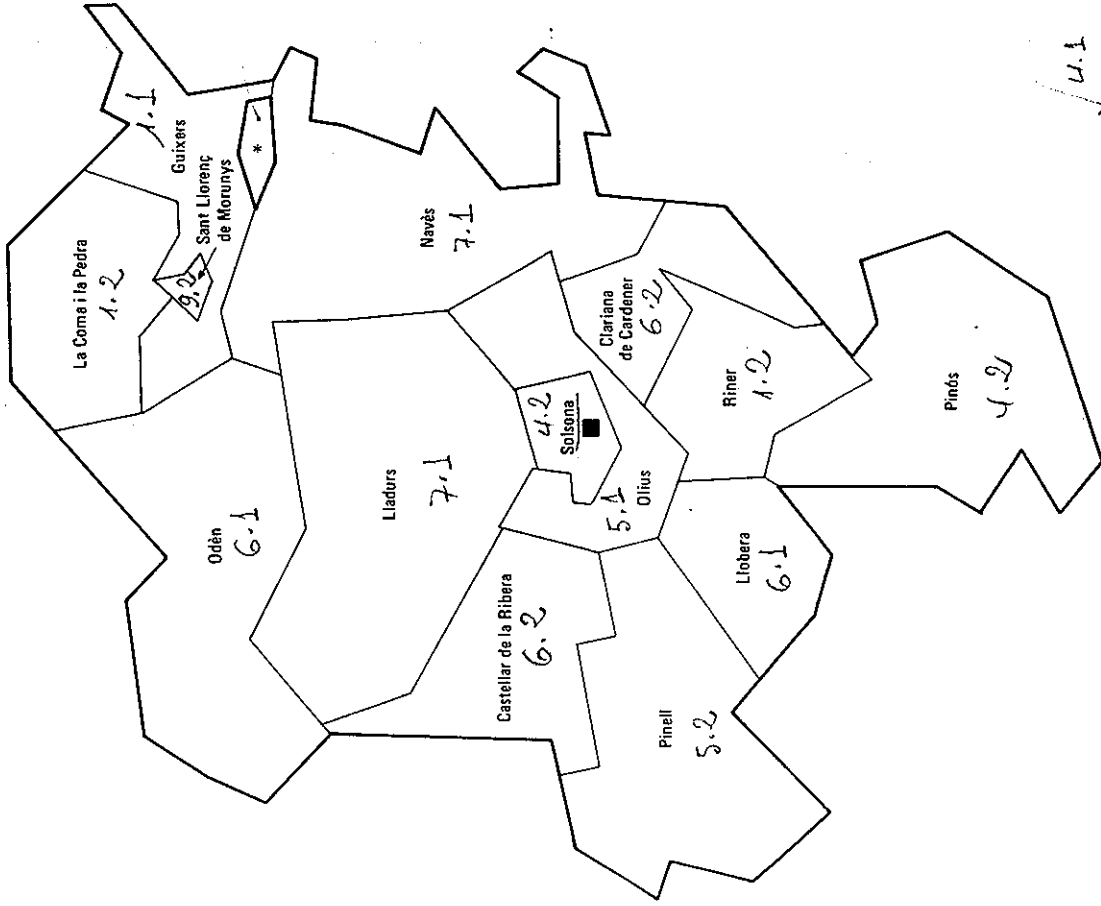 La Coma i la Pedra
1.2
1.1
Guixers
Sant Llorenç
de Morunys
9.2
*
Odèn
6.1
Navès
7.1
Lladurs
7.1
4.2
Solsona
Clariana
de Cardener
6.2
5.1
Olius
Castellar de la Ribera
6.2
Riner
1.2
Llobera
6.1
Pinell
5.2
Pinós
4.2
4.1